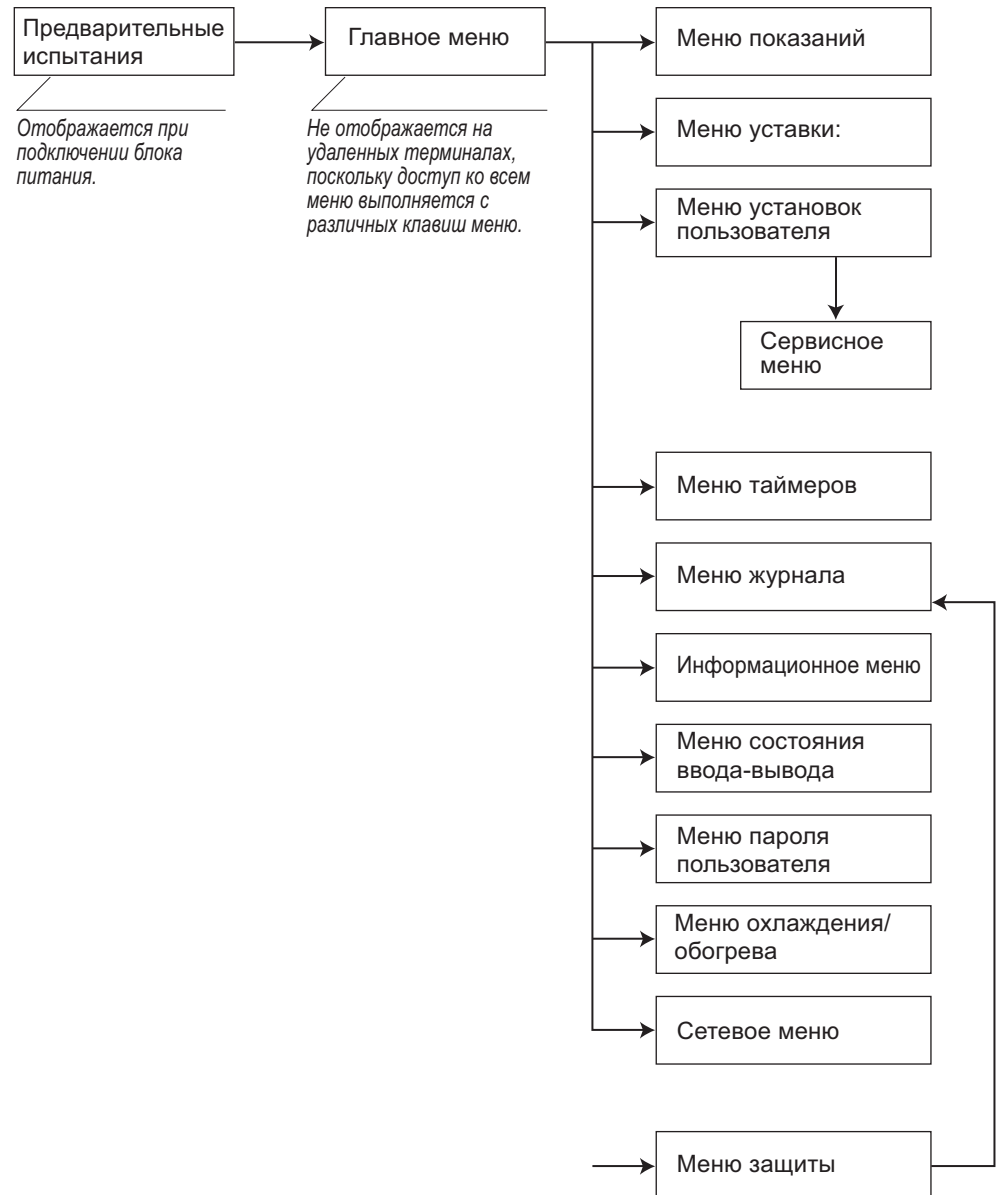 Предварительные
испытания
Главное меню
Меню показаний
Отображается при
подключении блока
питания.
Не отображается на
удаленных терминалах,
поскольку доступ ко всем
меню выполняется с
различных клавиш меню.
Меню уставки:
Меню установок
пользователя
Сервисное
меню
Меню таймеров
Меню журнала
Информационное меню
Меню состояния
ввода-вывода
Меню пароля
пользователя
Меню охлаждения/
обогрева
Сетевое меню
Меню защиты